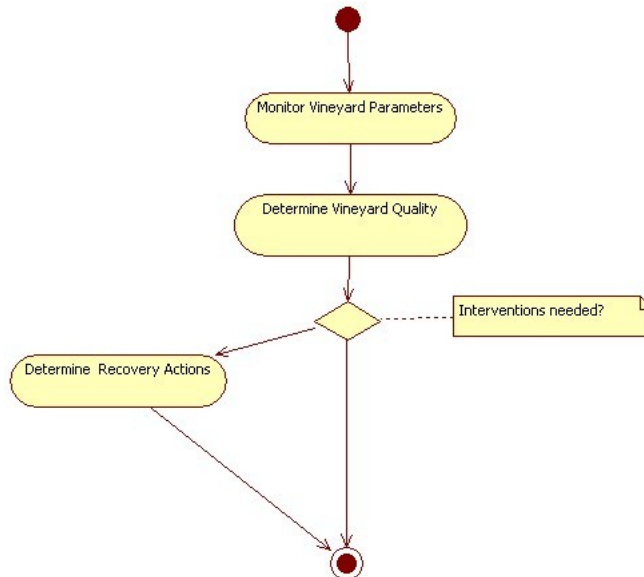 Monitor Vineyard Parameters
Determine Vineyard Quality
Interventions needed?
Determine  Recovery Actions